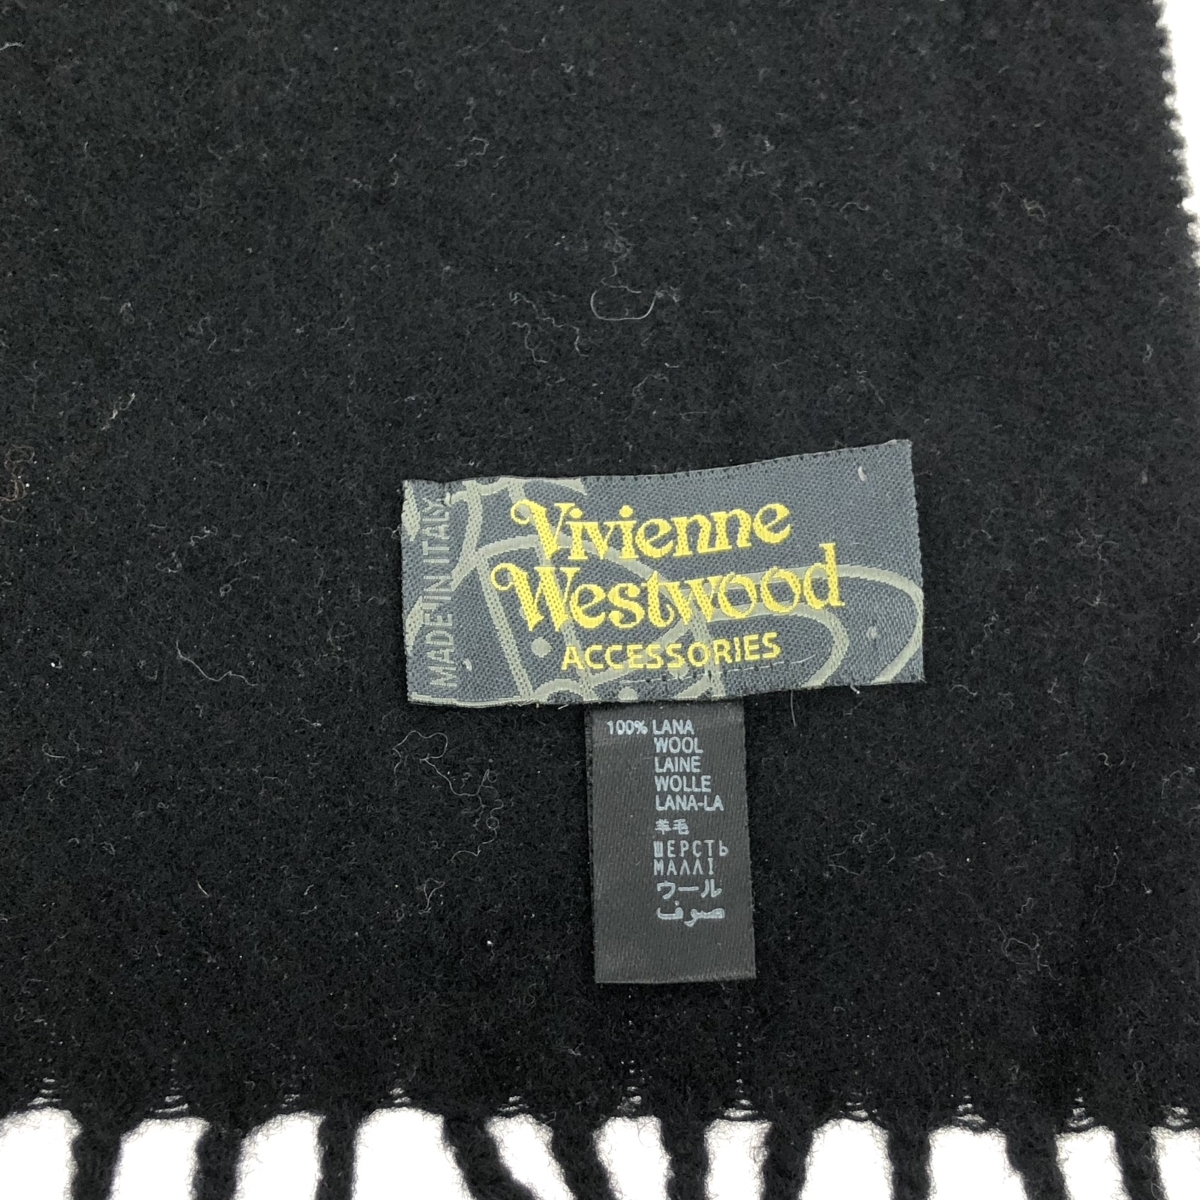 MADE IN ITALY
Vivienne
Westwood
ACCESSORIES
100% LANA
WOOL
LAINE
WOLLE
LANA-LA
羊毛
ШЕРСТЬ
ΜΑΛΛΙ
ウール
صوف